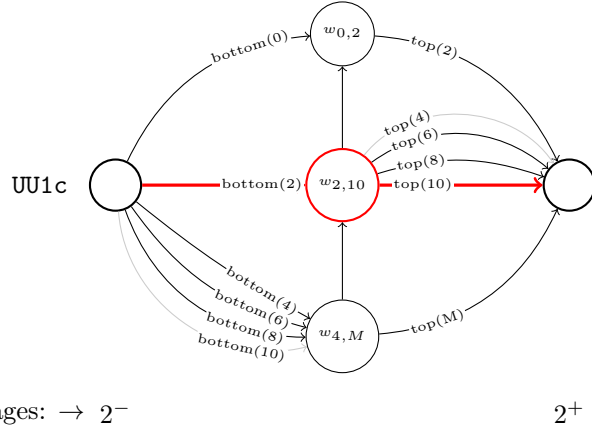 w0,2
bottom(0)
top(2)
top(4)
top(6)
top(8)
UU1c
bottom(2)
w2,10
top(10)
bottom(4)
bottom(6)
bottom(8)
bottom(10)
w4,M
top(M)
ages: → 2⁻ 2⁺